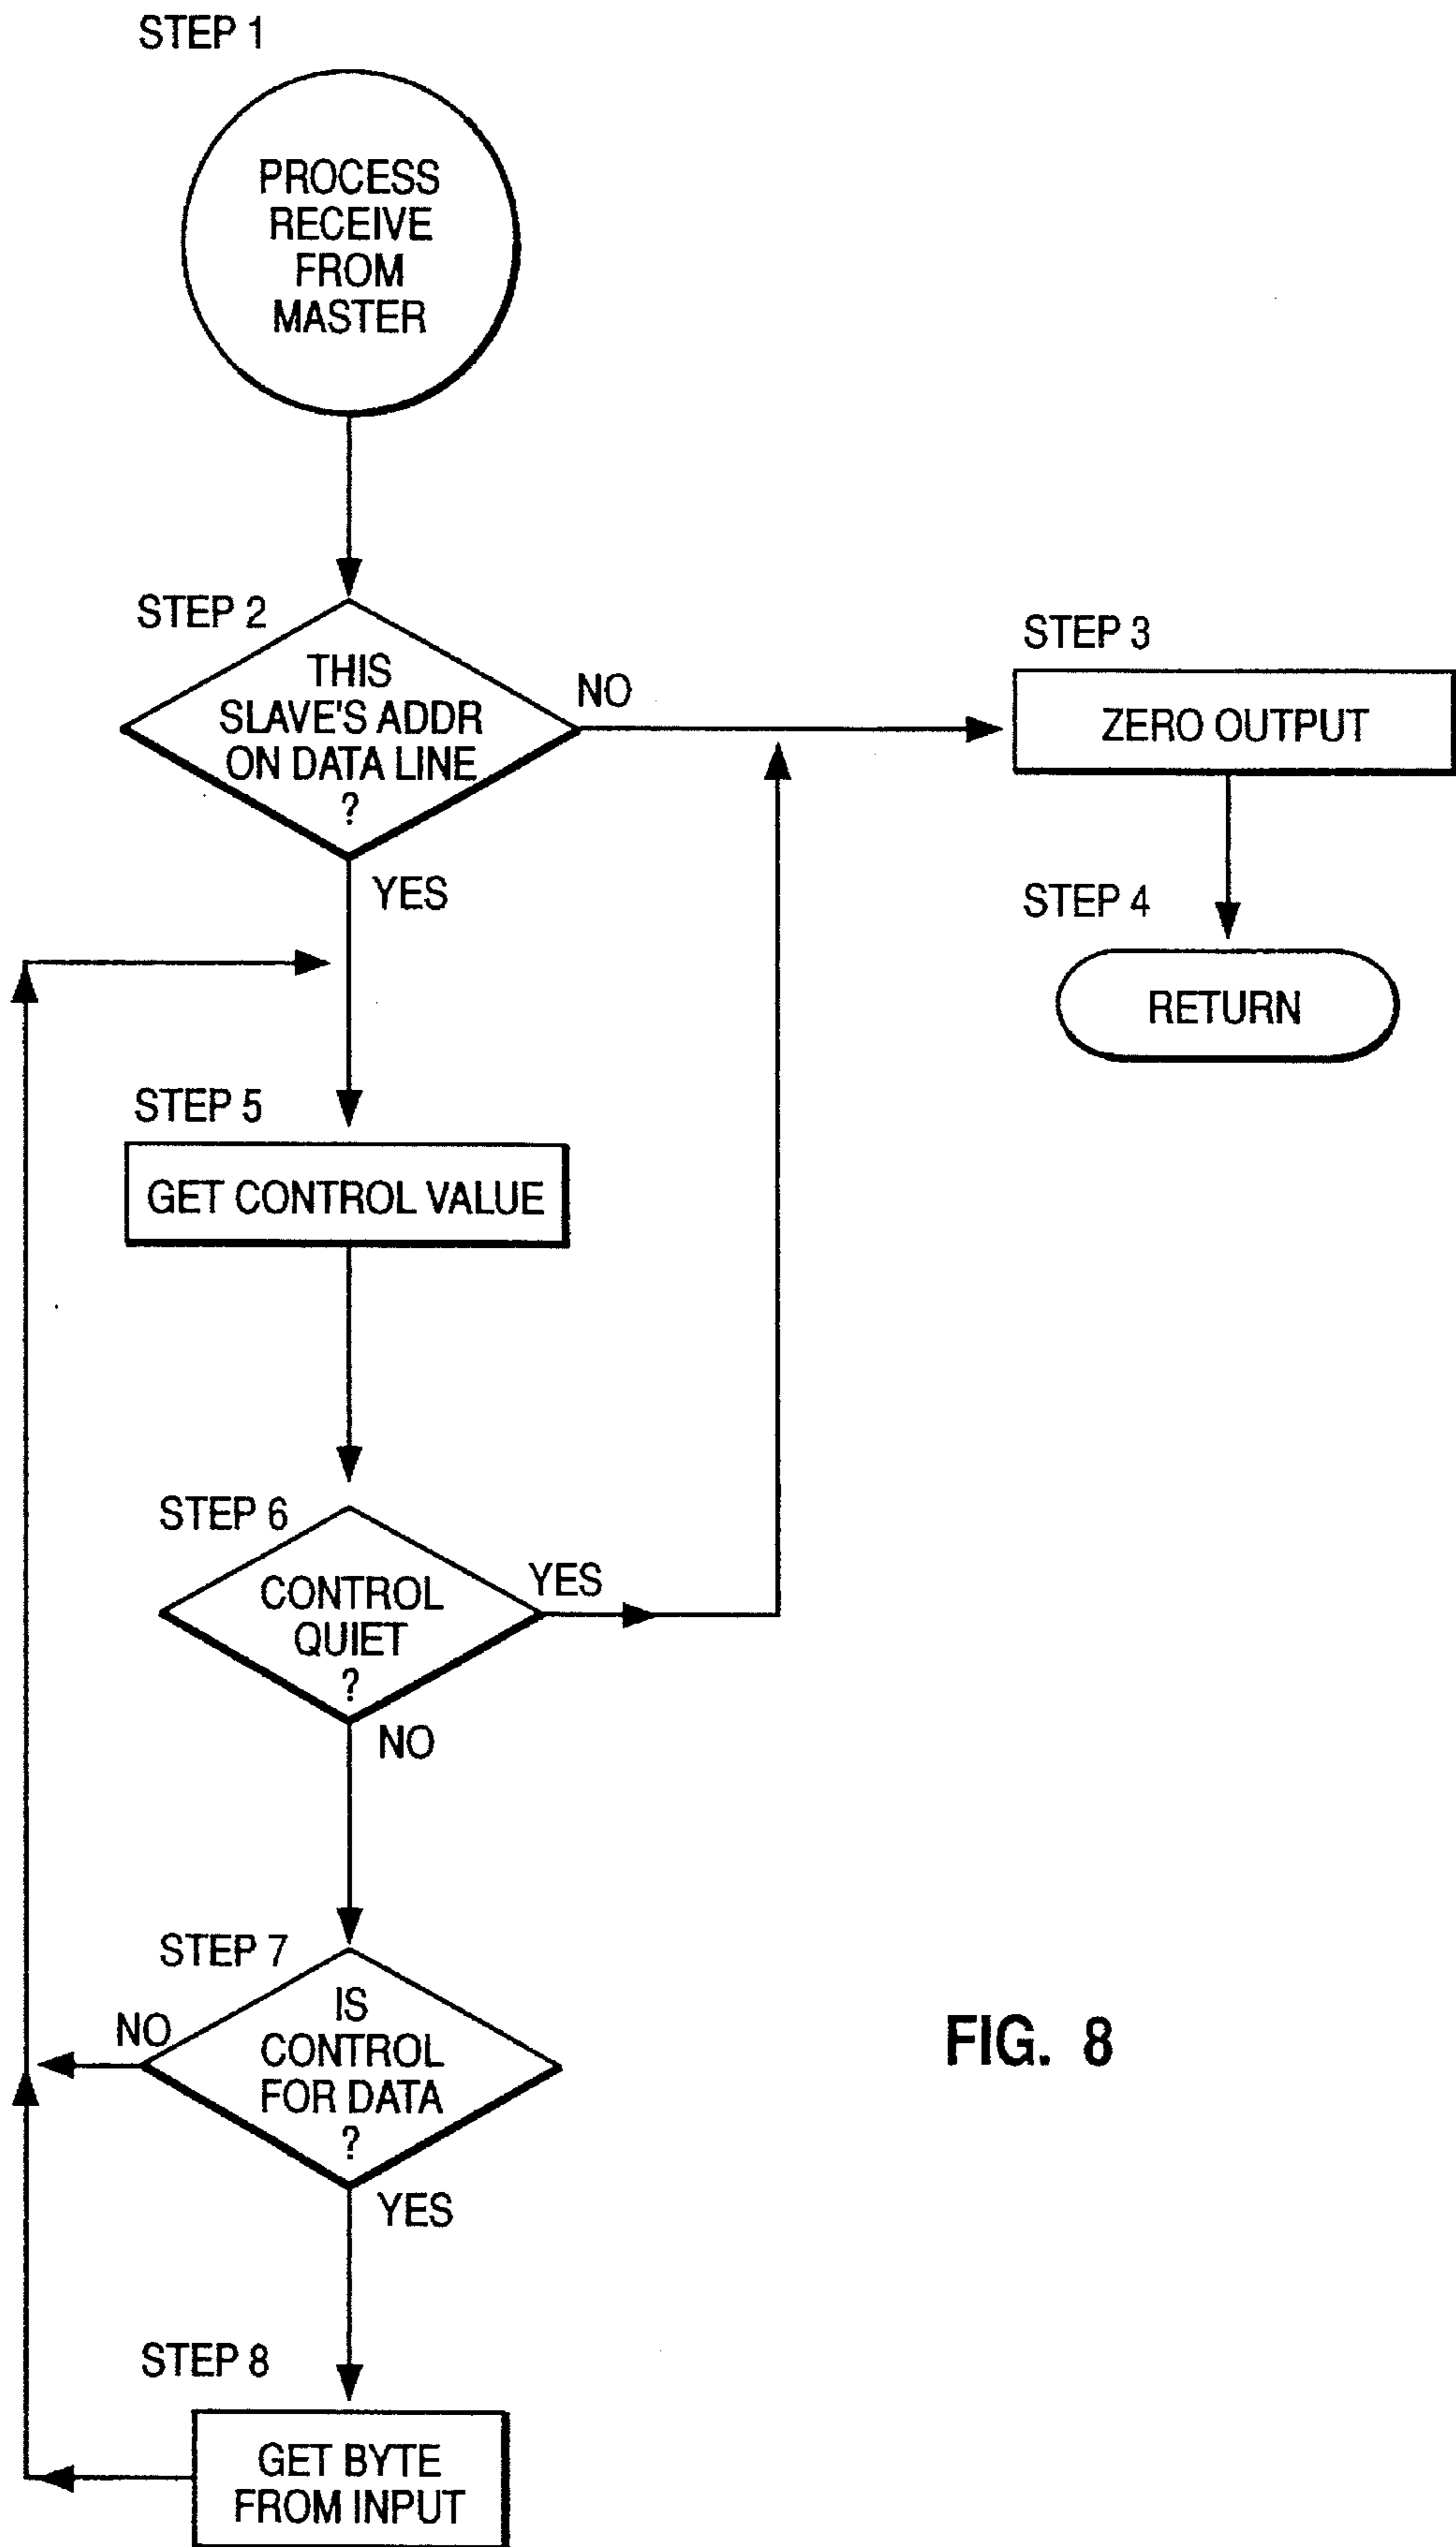 STEP 1
PROCESS
RECEIVE
FROM
MASTER
STEP 2
THIS
SLAVE'S ADDR
ON DATA LINE
?
NO
YES
STEP 3
ZERO OUTPUT
STEP 4
RETURN
STEP 5
GET CONTROL VALUE
STEP 6
CONTROL
QUIET
?
YES
NO
STEP 7
IS
CONTROL
FOR DATA
?
NO
YES
STEP 8
GET BYTE
FROM INPUT
FIG. 8